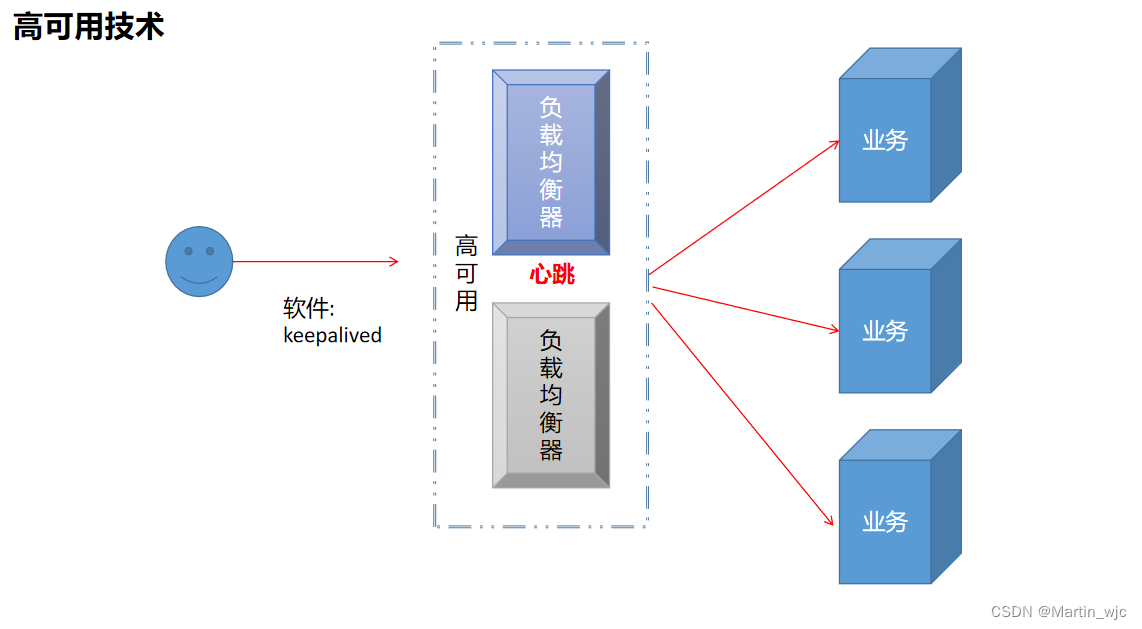 高可用技术
软件:
keepalived
高可用
负载均衡器
心跳
负载均衡器
业务
业务
业务
CSDN @Martin_wjc